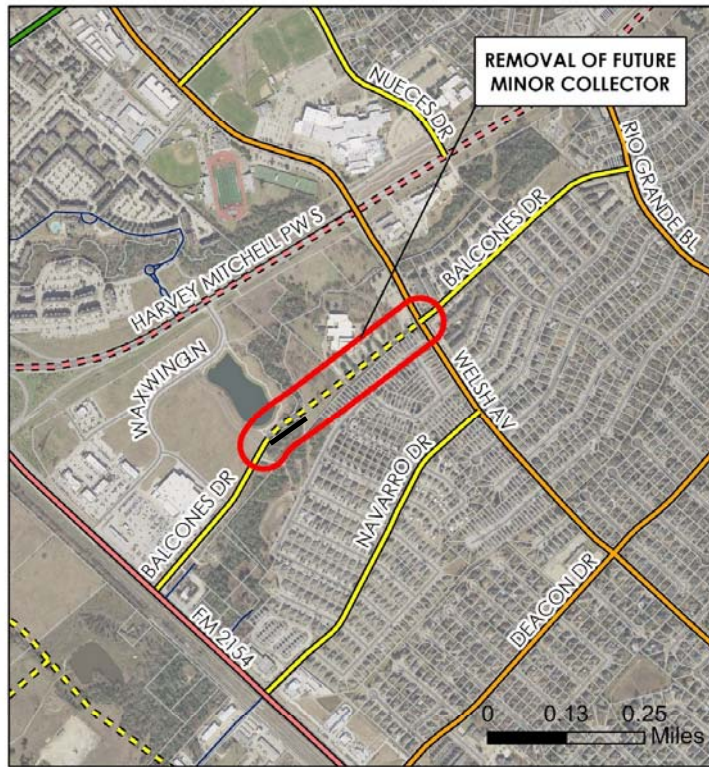 REMOVAL OF FUTURE
MINOR COLLECTOR
NUECES DR
RIO GRANDE BL
BALCONES DR
HARVEY MITCHELL PW S
WAXWING LN
WELSH AV
NAVARRO DR
BALCONES DR
DEACON DR
FM 2154
0 0.13 0.25
Miles